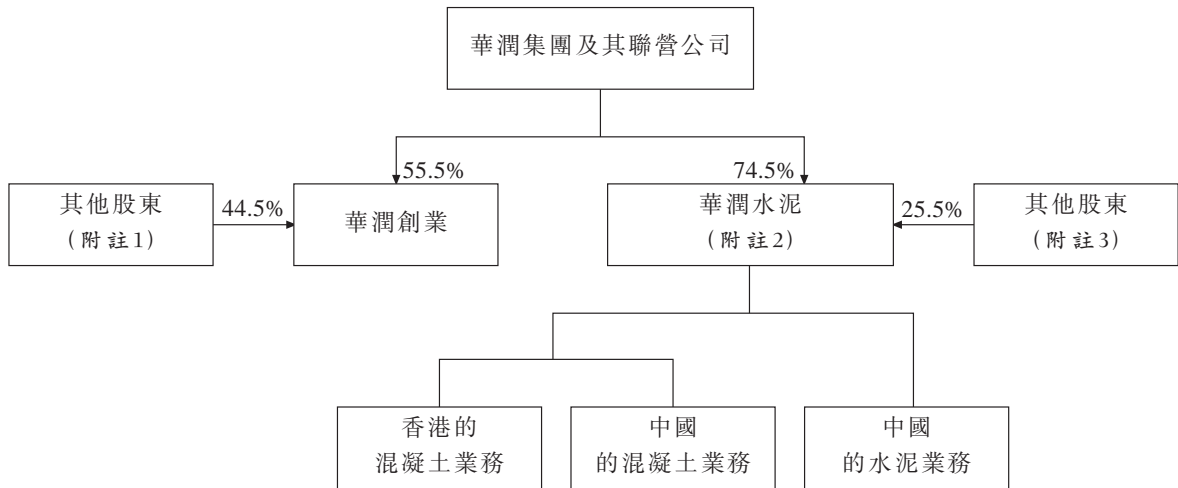 華潤集團及其聯營公司
55.5%
74.5%
其他股東
(附註1)
44.5%
華潤創業
華潤水泥
(附註2)
25.5%
其他股東
(附註3)
香港的
混凝土業務
中國
的混凝土業務
中國
的水泥業務